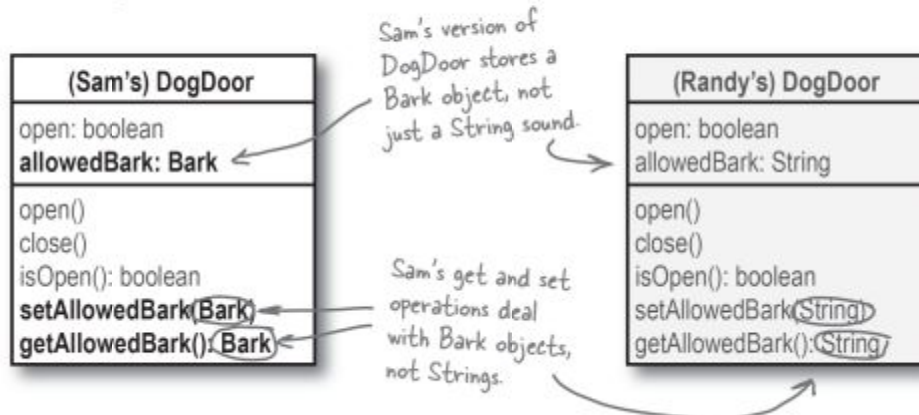 Sam's version of
DogDoor stores a
Bark object, not
just a String sound.
(Sam's) DogDoor
open: boolean
allowedBark: Bark
open()
close()
isOpen(): boolean
setAllowedBark(Bark)
getAllowedBark(): Bark
Sam's get and set
operations deal
with Bark objects,
not Strings.
(Randy's) DogDoor
open: boolean
allowedBark: String
open()
close()
isOpen(): boolean
setAllowedBark(String)
getAllowedBark(): String